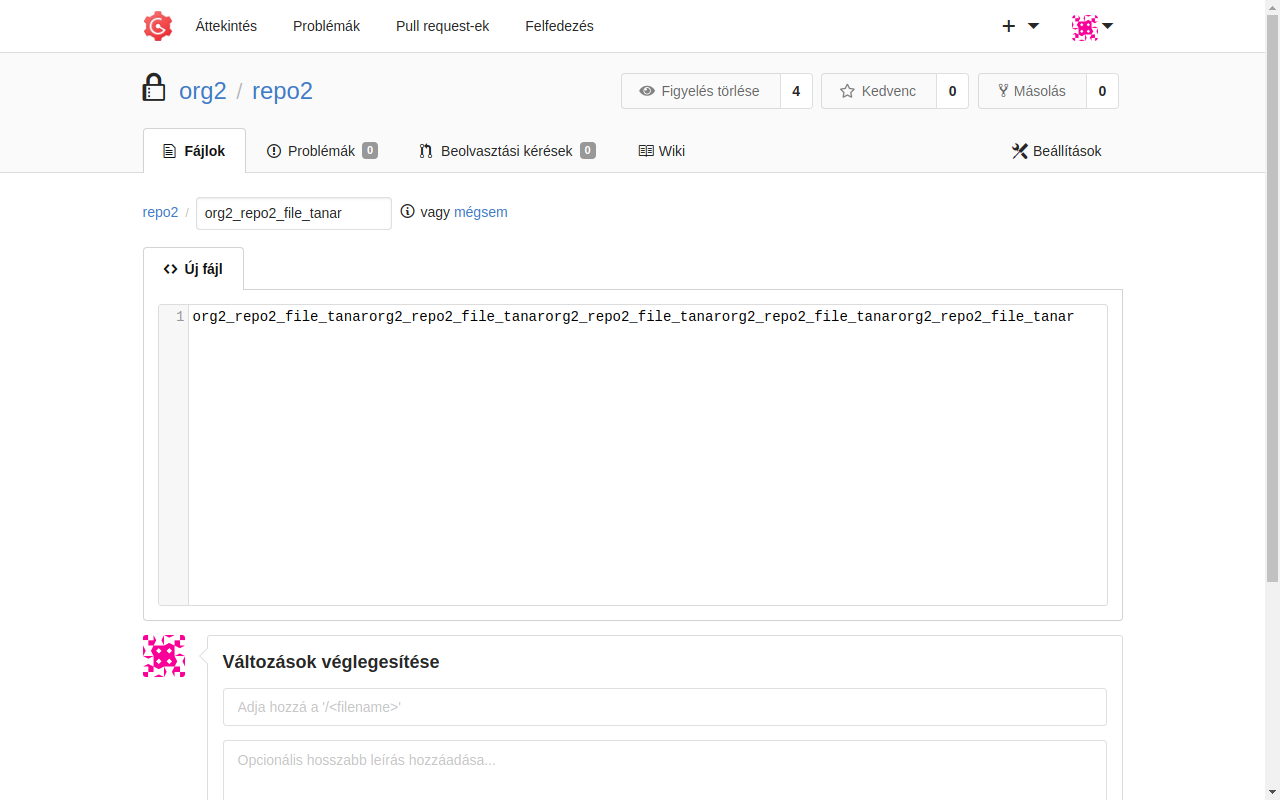 Áttekintés Problémák Pull request-ek Felfedezés
org2 / repo2 Figyelés törlése 4 Kedvenc 0 Másolás 0
Fájlok Problémák 0 Beolvasztási kérések 0 Wiki Beállítások
repo2 / org2_repo2_file_tanar vagy mégsem
Új fájl
1 org2_repo2_file_tanarorg2_repo2_file_tanarorg2_repo2_file_tanarorg2_repo2_file_tanarorg2_repo2_file_tanar
Változások véglegesítése
Adja hozzá a '/<filename>'
Opcionális hosszabb leírás hozzáadása...